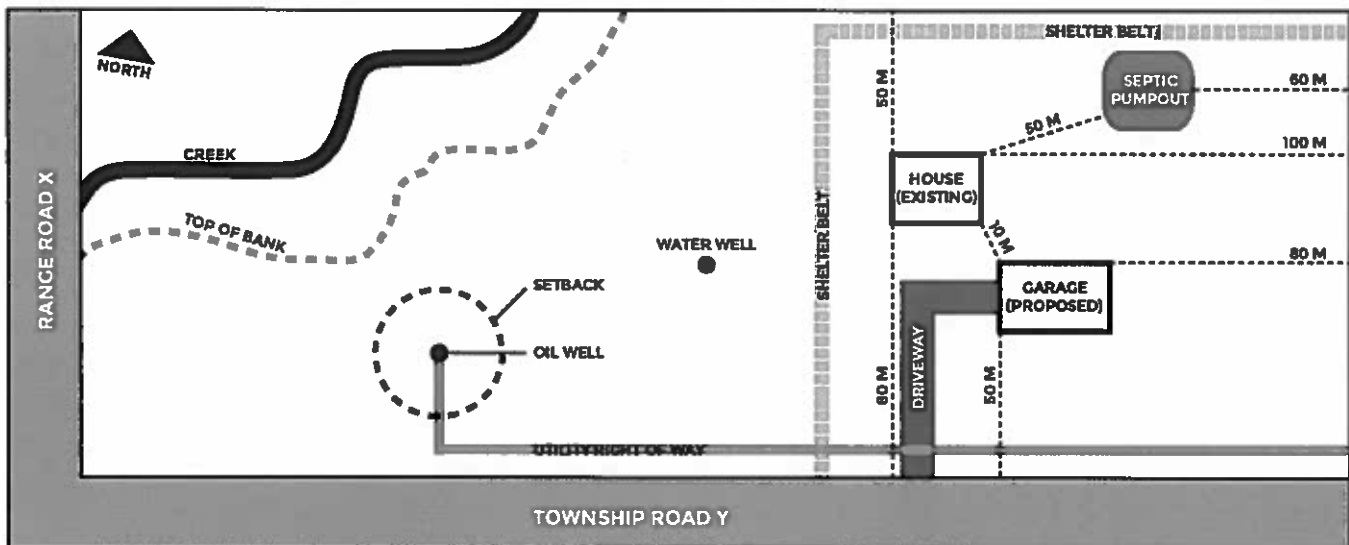 NORTH
CREEK
TOP OF BANK
RANGE ROAD X
SETBACK
OIL WELL
WATER WELL
UTILITY RIGHT OF WAY
TOWNSHIP ROAD Y
SHELTER BELT
SHELTER BELT
50 M
SEPTIC
PUMPOUT
60 M
50 M
100 M
HOUSE
(EXISTING)
10 M
80 M
GARAGE
(PROPOSED)
DRIVEWAY
80 M
50 M